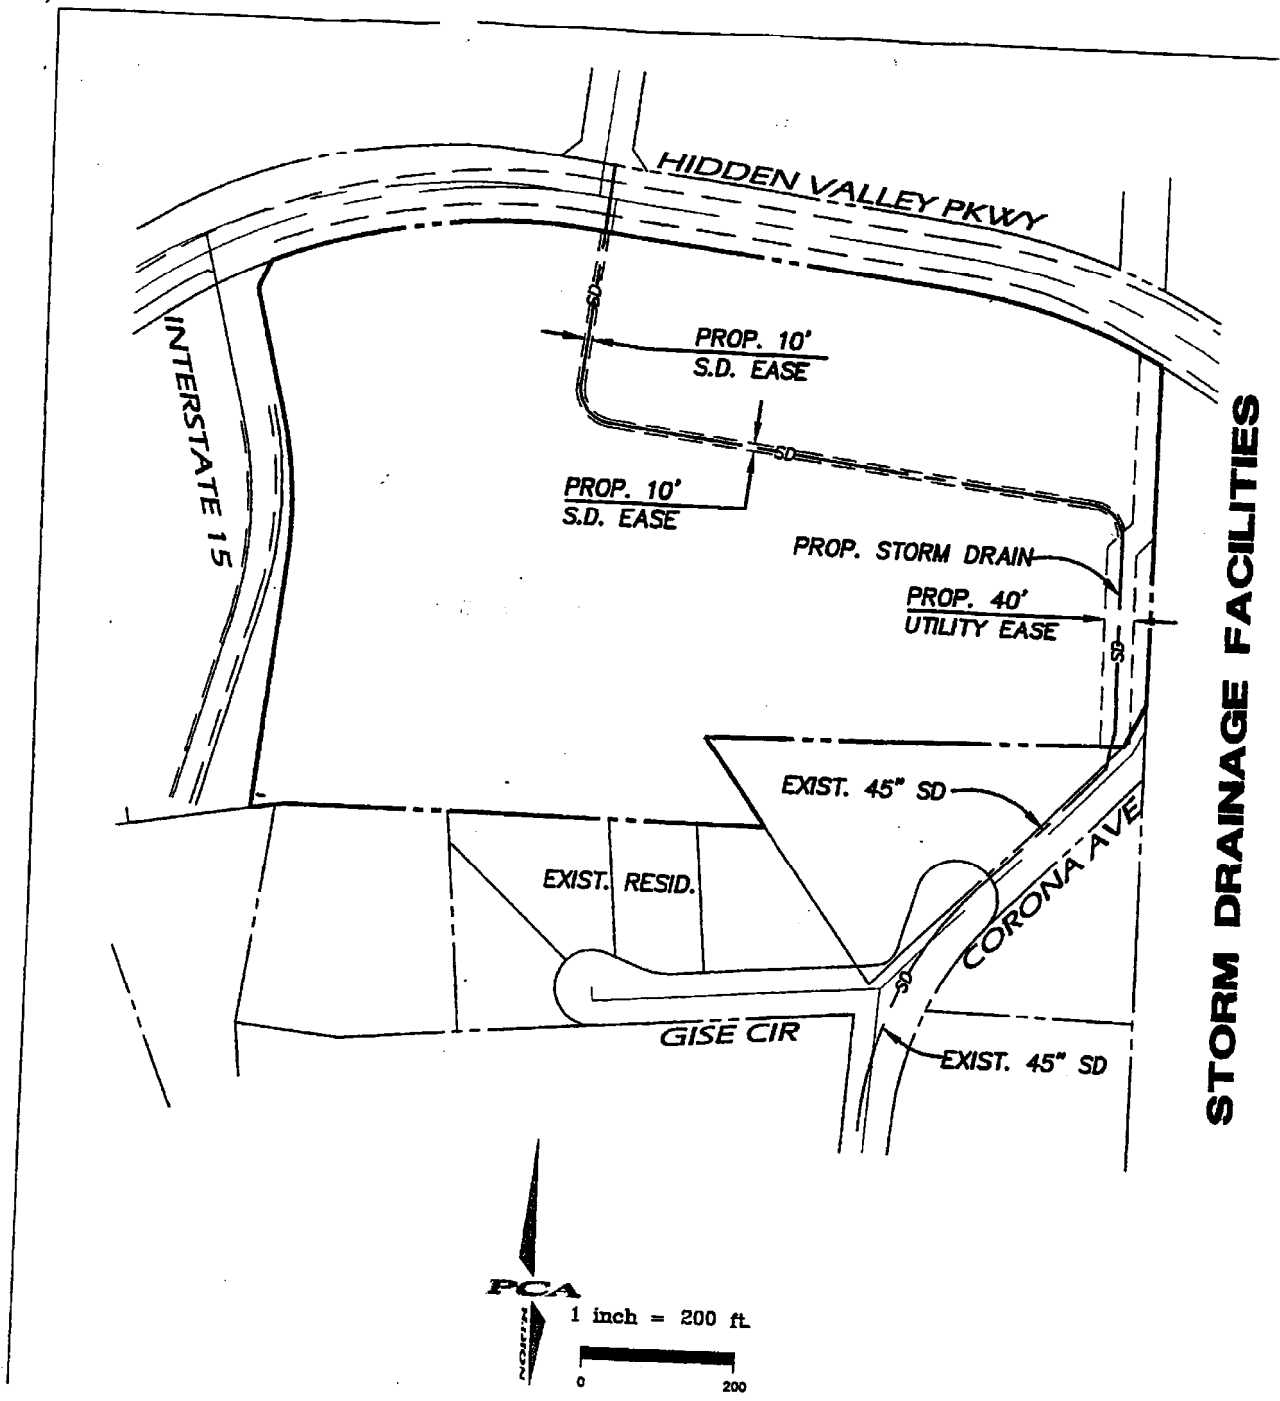 HIDDEN VALLEY PKWY
INTERSTATE 15
SD
PROP. 10'
S.D. EASE
SD
PROP. 10'
S.D. EASE
PROP. STORM DRAIN
PROP. 40'
UTILITY EASE
SD
STORM DRAINAGE FACILITIES
EXIST. 45" SD
CORONA AVE
EXIST. RESID.
SD
GISE CIR
EXIST. 45" SD
PCA
NORTH
1 inch = 200 ft.
0 200